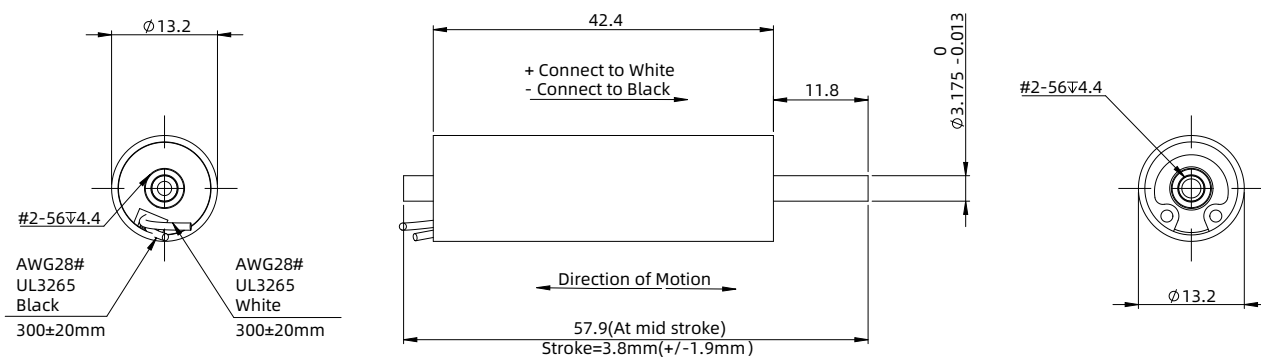 ⌀13.2
#2-56↧4.4
AWG28#
UL3265
Black
300±20mm
AWG28#
UL3265
White
300±20mm
42.4
+ Connect to White
- Connect to Black
11.8
0
⌀3.175 -0.013
Direction of Motion
57.9(At mid stroke)
Stroke=3.8mm(+/-1.9mm)
#2-56↧4.4
⌀13.2